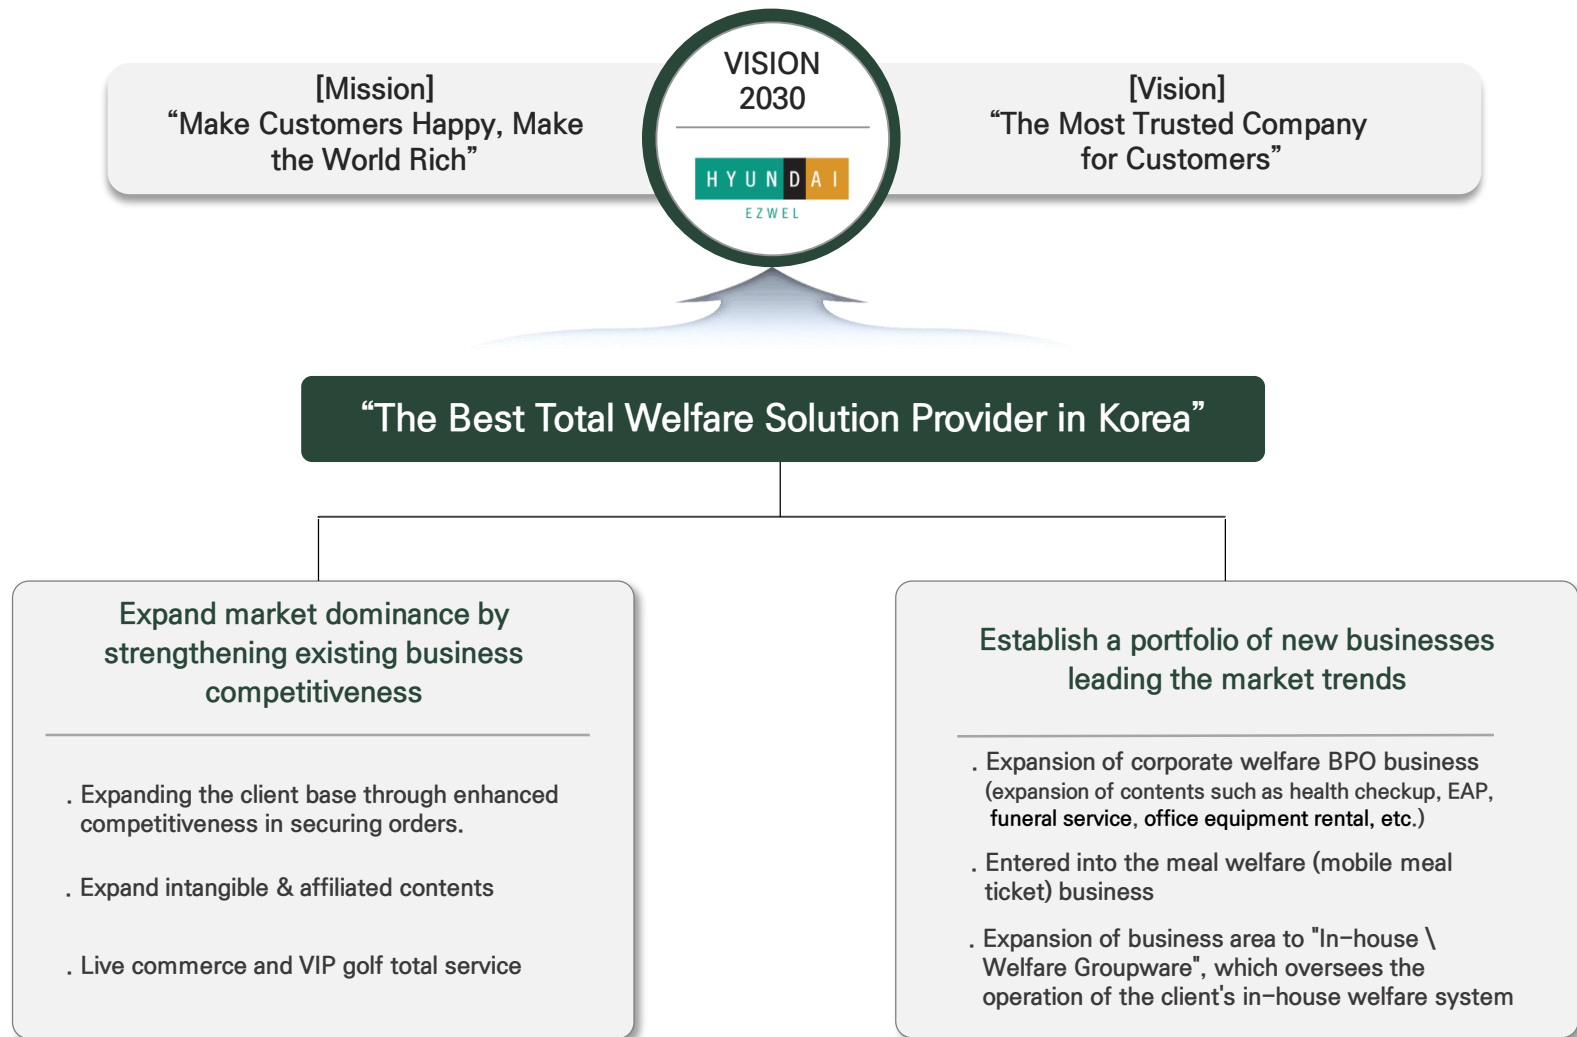 [Mission]
“Make Customers Happy, Make
the World Rich”
VISION
2030
HYUNDAI
EZWEL
[Vision]
“The Most Trusted Company
for Customers”
“The Best Total Welfare Solution Provider in Korea”
Expand market dominance by
strengthening existing business
competitiveness
. Expanding the client base through enhanced
competitiveness in securing orders.
. Expand intangible & affiliated contents
. Live commerce and VIP golf total service
Establish a portfolio of new businesses
leading the market trends
. Expansion of corporate welfare BPO business
(expansion of contents such as health checkup, EAP,
funeral service, office equipment rental, etc.)
. Entered into the meal welfare (mobile meal
ticket) business
. Expansion of business area to "In-house \
Welfare Groupware", which oversees the
operation of the client's in-house welfare system